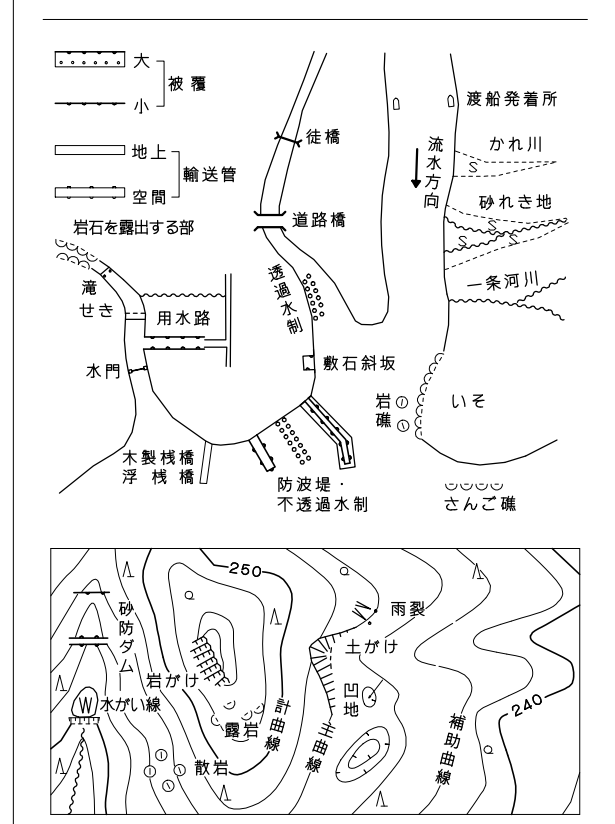 大
小
被覆
地上
空間
輸送管
岩石を露出する部
滝
せき
用水路
水門
徒橋
道路橋
透過水制
敷石斜坂
木製桟橋
浮桟橋
防波堤・
不透過水制
流水方向
渡船発着所
かれ川
砂れき地
一条河川
岩礁
いそ
さんご礁
250
雨裂
土がけ
砂防ダム
岩がけ
水がい線
凹地
露岩
計曲線
主曲線
補助曲線
240
散岩